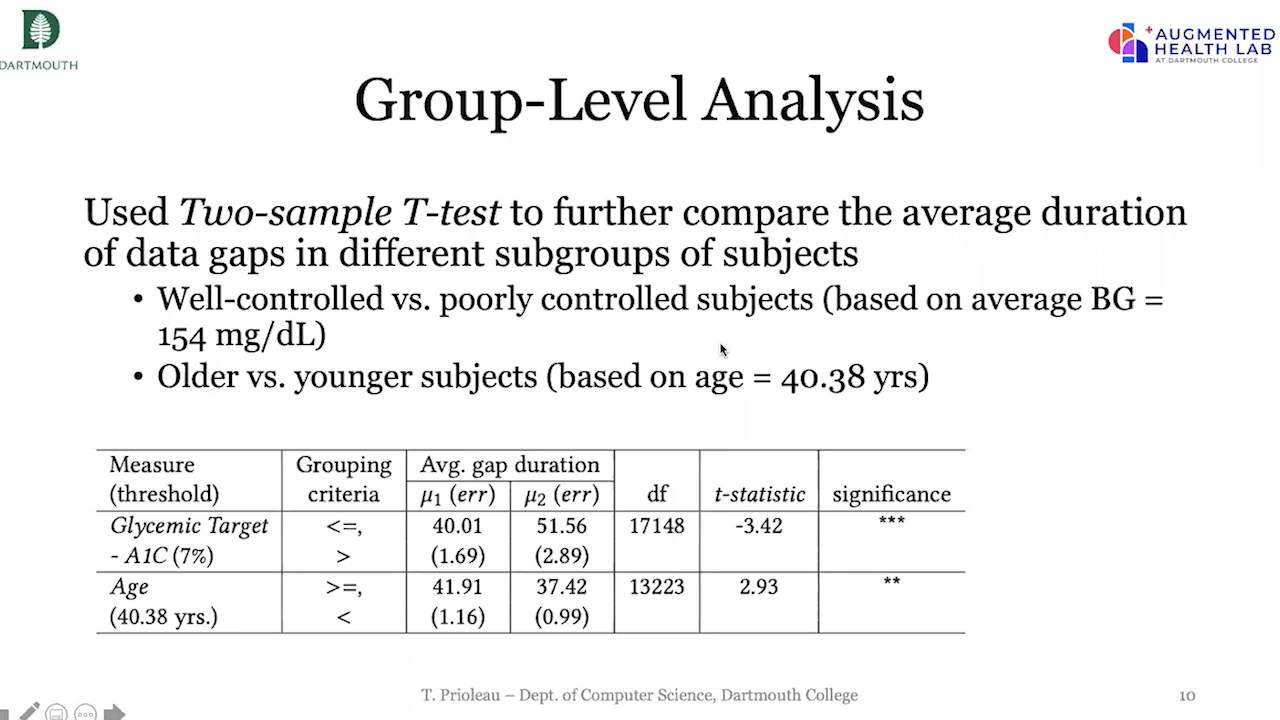 DARTMOUTH
AUGMENTED
HEALTH LAB
AT DARTMOUTH COLLEGE
Group-Level Analysis
Used Two-sample T-test to further compare the average duration
of data gaps in different subgroups of subjects
• Well-controlled vs. poorly controlled subjects (based on average BG =
154 mg/dL)
• Older vs. younger subjects (based on age = 40.38 yrs)
Measure Grouping Avg. gap duration
(threshold) criteria μ1 (err) μ2 (err) df t-statistic significance
Glycemic Target <=, 40.01 51.56 17148 -3.42 ***
- A1C (7%) > (1.69) (2.89)
Age >=, 41.91 37.42 13223 2.93 **
(40.38 yrs.) < (1.16) (0.99)
T. Prioleau – Dept. of Computer Science, Dartmouth College 10